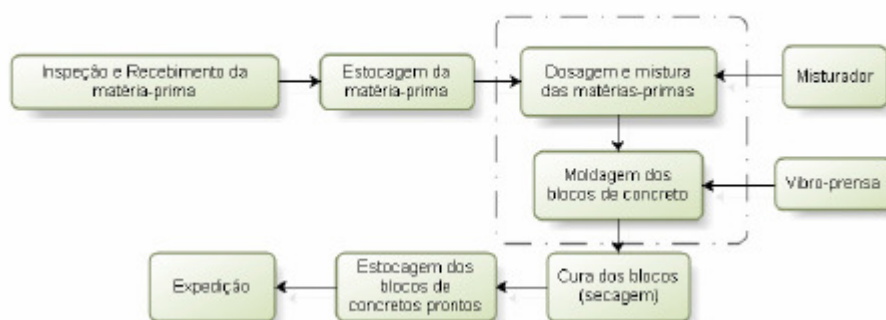 Inspeção e Recebimento da
matéria-prima
Estocagem da
matéria-prima
Dosagem e mistura
das matérias-primas
Misturador
Moldagem dos
blocos de concreto
Vibro-prensa
Expedição
Estocagem dos
blocos de
concretos prontos
Cura dos blocos
(secagem)